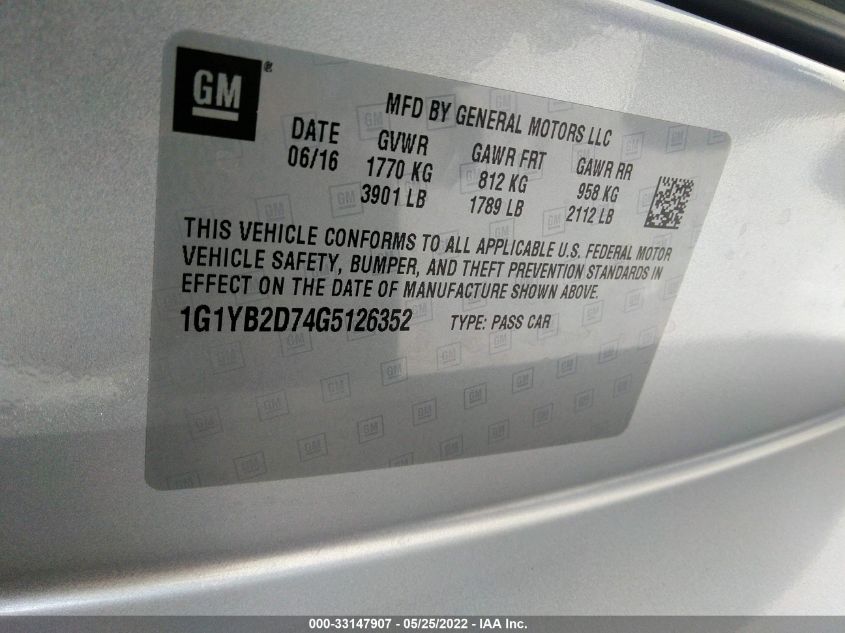 GM®
MFD BY GENERAL MOTORS LLC
DATE GVWR GAWR FRT GAWR RR
06/16 1770 KG 812 KG 958 KG
3901 LB 1789 LB 2112 LB
THIS VEHICLE CONFORMS TO ALL APPLICABLE U.S. FEDERAL MOTOR
VEHICLE SAFETY, BUMPER, AND THEFT PREVENTION STANDARDS IN
EFFECT ON THE DATE OF MANUFACTURE SHOWN ABOVE.
1G1YB2D74G5126352 TYPE: PASS CAR
000-33147907 - 05/25/2022 - IAA Inc.